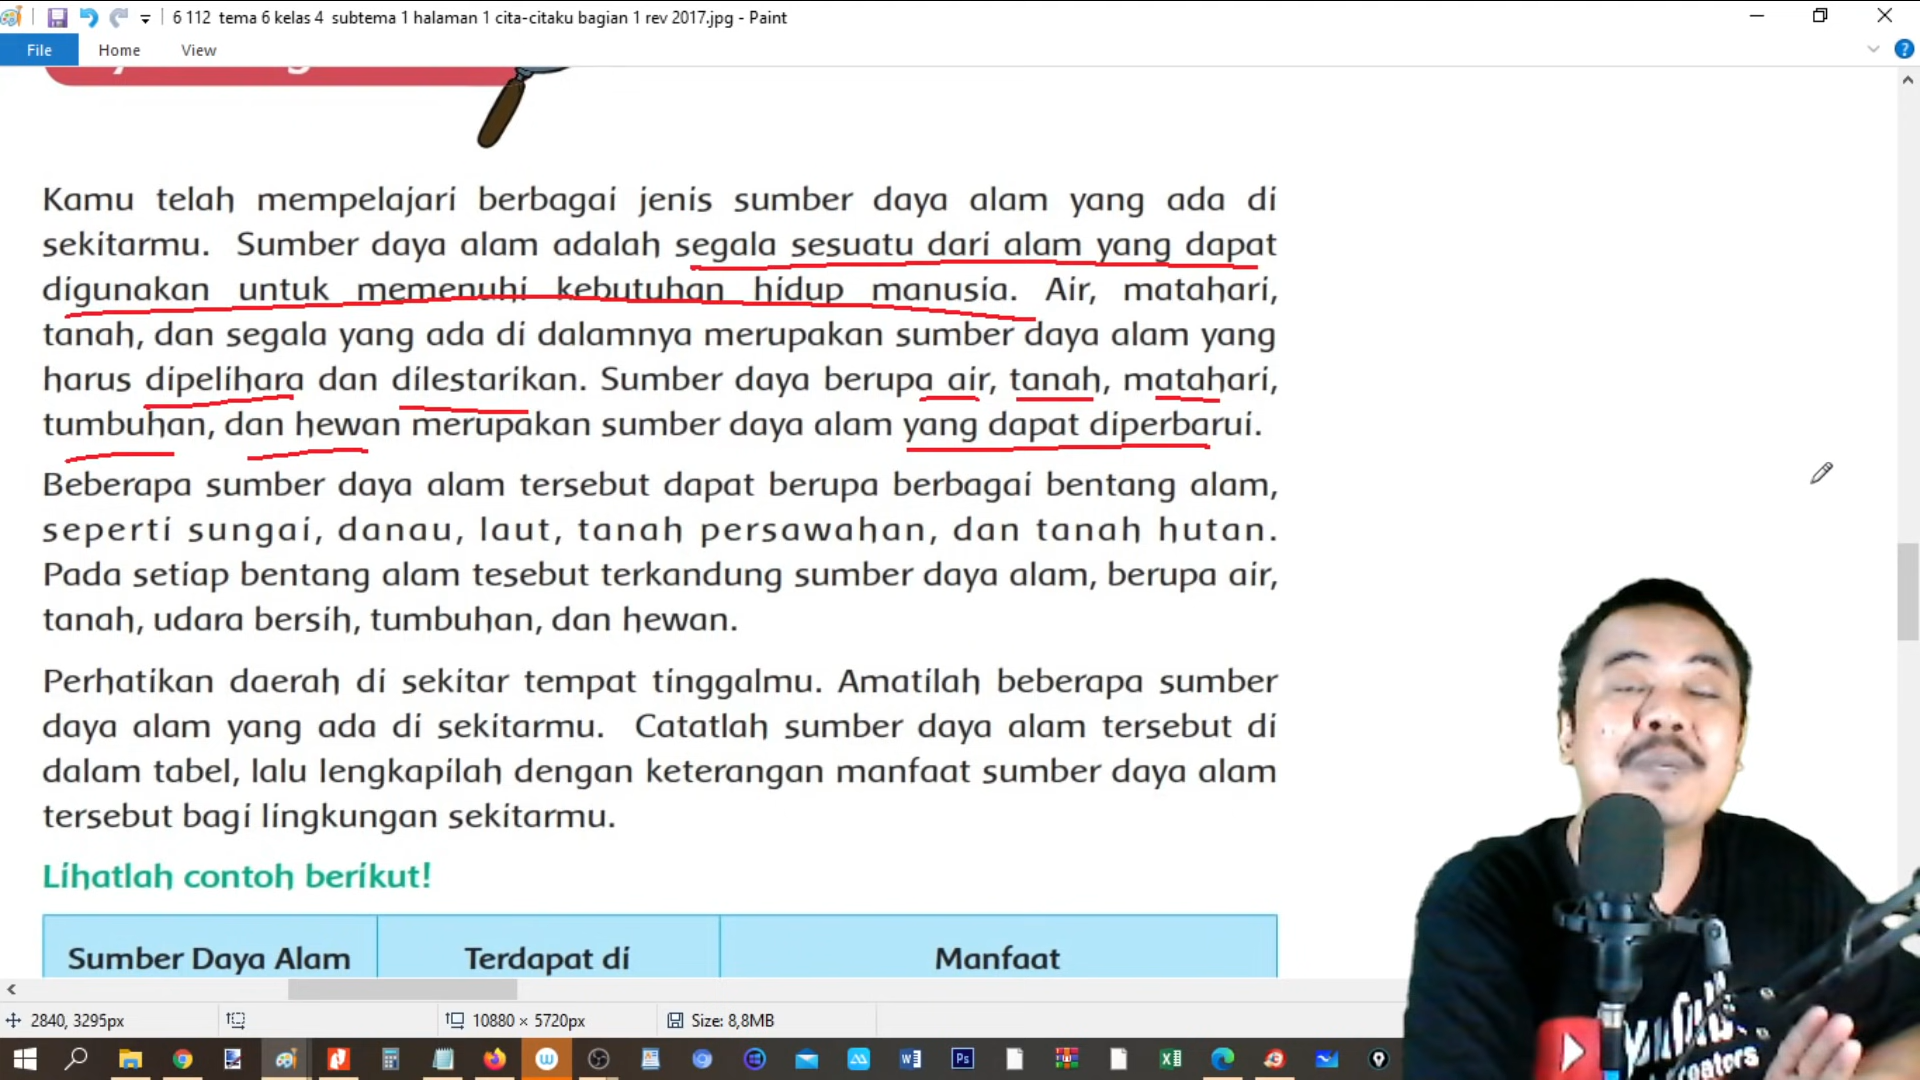 6 112 tema 6 kelas 4 subtema 1 halaman 1 cita-citaku bagian 1 rev 2017.jpg - Paint
File Home View
Kamu telah mempelajari berbagai jenis sumber daya alam yang ada di
sekitarmu. Sumber daya alam adalah segala sesuatu dari alam yang dapat
digunakan untuk memenuhi kebutuhan hidup manusia. Air, matahari,
tanah, dan segala yang ada di dalamnya merupakan sumber daya alam yang
harus dipelihara dan dilestarikan. Sumber daya berupa air, tanah, matahari,
tumbuhan, dan hewan merupakan sumber daya alam yang dapat diperbarui.
Beberapa sumber daya alam tersebut dapat berupa berbagai bentang alam,
seperti sungai, danau, laut, tanah persawahan, dan tanah hutan.
Pada setiap bentang alam tesebut terkandung sumber daya alam, berupa air,
tanah, udara bersih, tumbuhan, dan hewan.
Perhatikan daerah di sekitar tempat tinggalmu. Amatilah beberapa sumber
daya alam yang ada di sekitarmu. Catatlah sumber daya alam tersebut di
dalam tabel, lalu lengkapilah dengan keterangan manfaat sumber daya alam
tersebut bagi lingkungan sekitarmu.
Lihatlah contoh berikut!
Sumber Daya Alam Terdapat di Manfaat
2840, 3295px 10880 × 5720px Size: 8,8MB